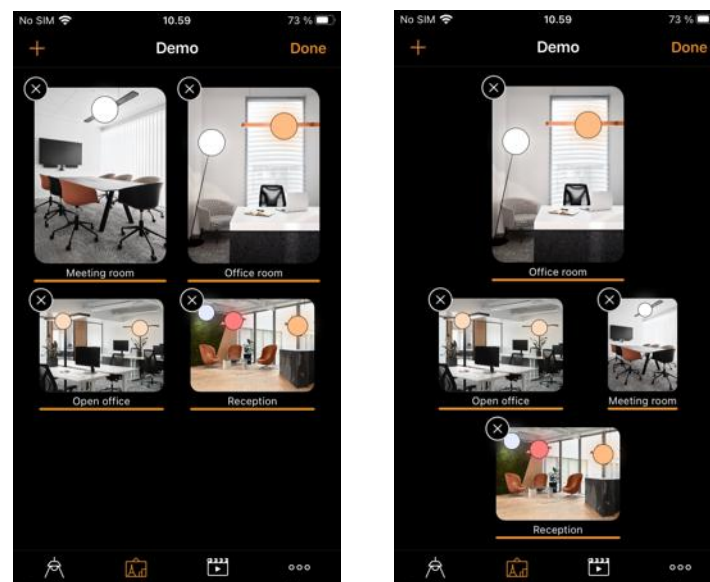 No SIM 10.59 73 %
Demo Done
Meeting room Office room
Open office Reception
No SIM 10.59 73 %
Demo Done
Office room
Open office Meeting room
Reception